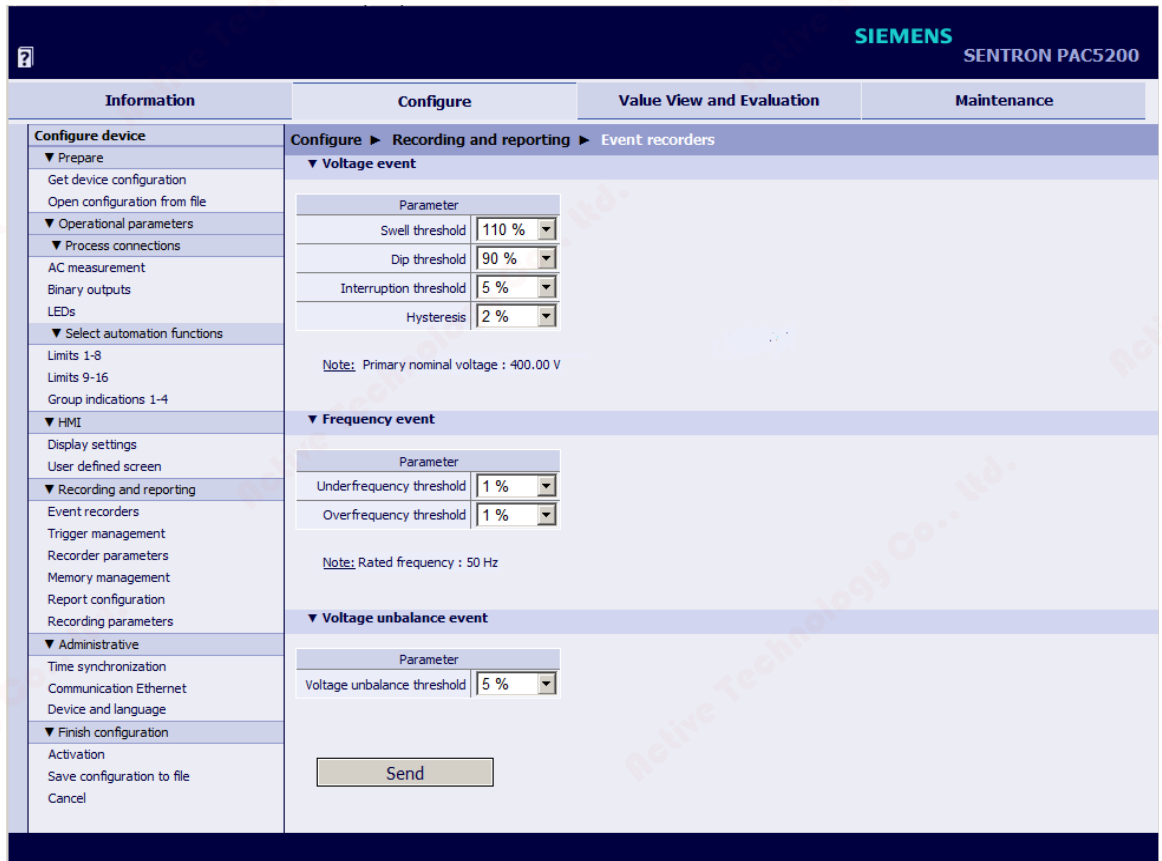 ?
SIEMENS
SENTRON PAC5200
Information
Configure
Value View and Evaluation
Maintenance
Configure device
▼ Prepare
Get device configuration
Open configuration from file
▼ Operational parameters
▼ Process connections
AC measurement
Binary outputs
LEDs
▼ Select automation functions
Limits 1-8
Limits 9-16
Group indications 1-4
▼ HMI
Display settings
User defined screen
▼ Recording and reporting
Event recorders
Trigger management
Recorder parameters
Memory management
Report configuration
Recording parameters
▼ Administrative
Time synchronization
Communication Ethernet
Device and language
▼ Finish configuration
Activation
Save configuration to file
Cancel
Configure ► Recording and reporting ► Event recorders
▼ Voltage event
Parameter
Swell threshold 110 %
Dip threshold 90 %
Interruption threshold 5 %
Hysteresis 2 %
Note: Primary nominal voltage : 400.00 V
▼ Frequency event
Parameter
Underfrequency threshold 1 %
Overfrequency threshold 1 %
Note: Rated frequency : 50 Hz
▼ Voltage unbalance event
Parameter
Voltage unbalance threshold 5 %
Send
Active Technology Co., Ltd.